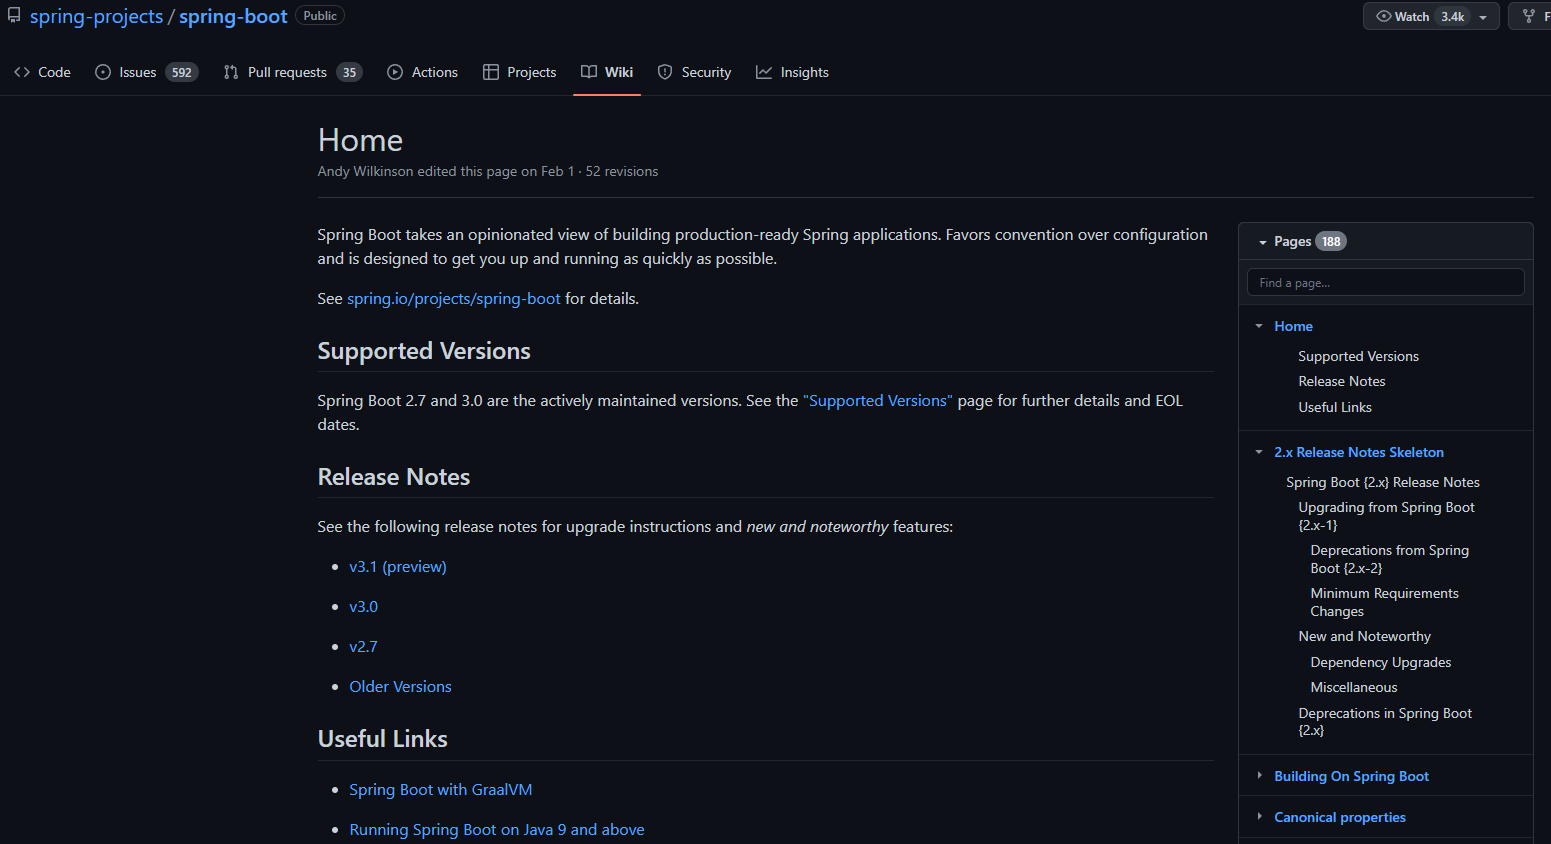 spring-projects / spring-boot Public
Watch 3.4k F
Code Issues 592 Pull requests 35 Actions Projects Wiki Security Insights
Home
Andy Wilkinson edited this page on Feb 1 · 52 revisions
Spring Boot takes an opinionated view of building production-ready Spring applications. Favors convention over configuration
and is designed to get you up and running as quickly as possible.
See spring.io/projects/spring-boot for details.
Supported Versions
Spring Boot 2.7 and 3.0 are the actively maintained versions. See the "Supported Versions" page for further details and EOL
dates.
Release Notes
See the following release notes for upgrade instructions and new and noteworthy features:
• v3.1 (preview)
• v3.0
• v2.7
• Older Versions
Useful Links
• Spring Boot with GraalVM
• Running Spring Boot on Java 9 and above
Pages 188
Find a page...
Home
Supported Versions
Release Notes
Useful Links
2.x Release Notes Skeleton
Spring Boot {2.x} Release Notes
Upgrading from Spring Boot
{2.x-1}
Deprecations from Spring
Boot {2.x-2}
Minimum Requirements
Changes
New and Noteworthy
Dependency Upgrades
Miscellaneous
Deprecations in Spring Boot
{2.x}
Building On Spring Boot
Canonical properties